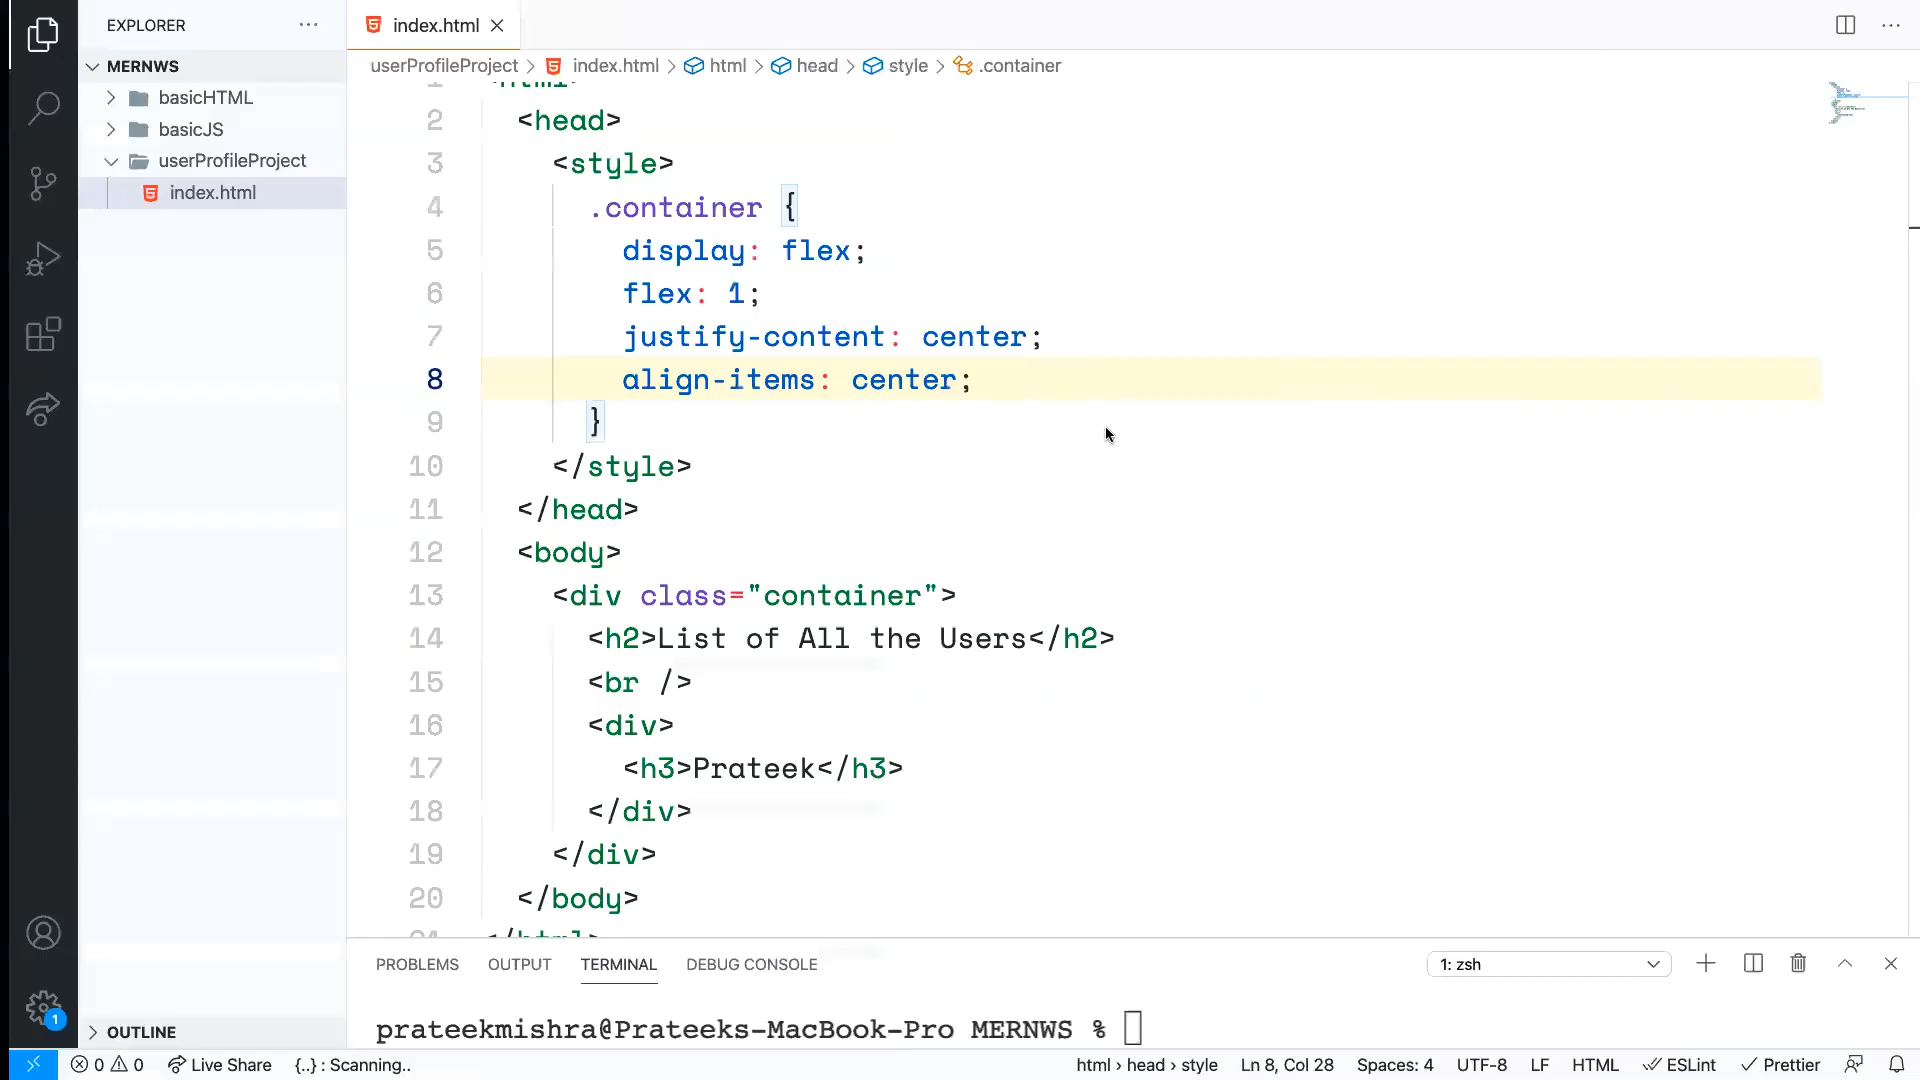 EXPLORER
index.html
MERNWS
basicHTML
basicJS
userProfileProject
index.html
userProfileProject > index.html > html > head > style > .container
1 <html>
2 <head>
3 <style>
4 .container {
5 display: flex;
6 flex: 1;
7 justify-content: center;
8 align-items: center;
9 }
10 </style>
11 </head>
12 <body>
13 <div class="container">
14 <h2>List of All the Users</h2>
15 <br />
16 <div>
17 <h3>Prateek</h3>
18 </div>
19 </div>
20 </body>
21 </html>
PROBLEMS OUTPUT TERMINAL DEBUG CONSOLE
1: zsh
prateekmishra@Prateeks-MacBook-Pro MERNWS %
1
OUTLINE
0 0 Live Share {..} : Scanning.. html › head › style Ln 8, Col 28 Spaces: 4 UTF-8 LF HTML ESLint Prettier